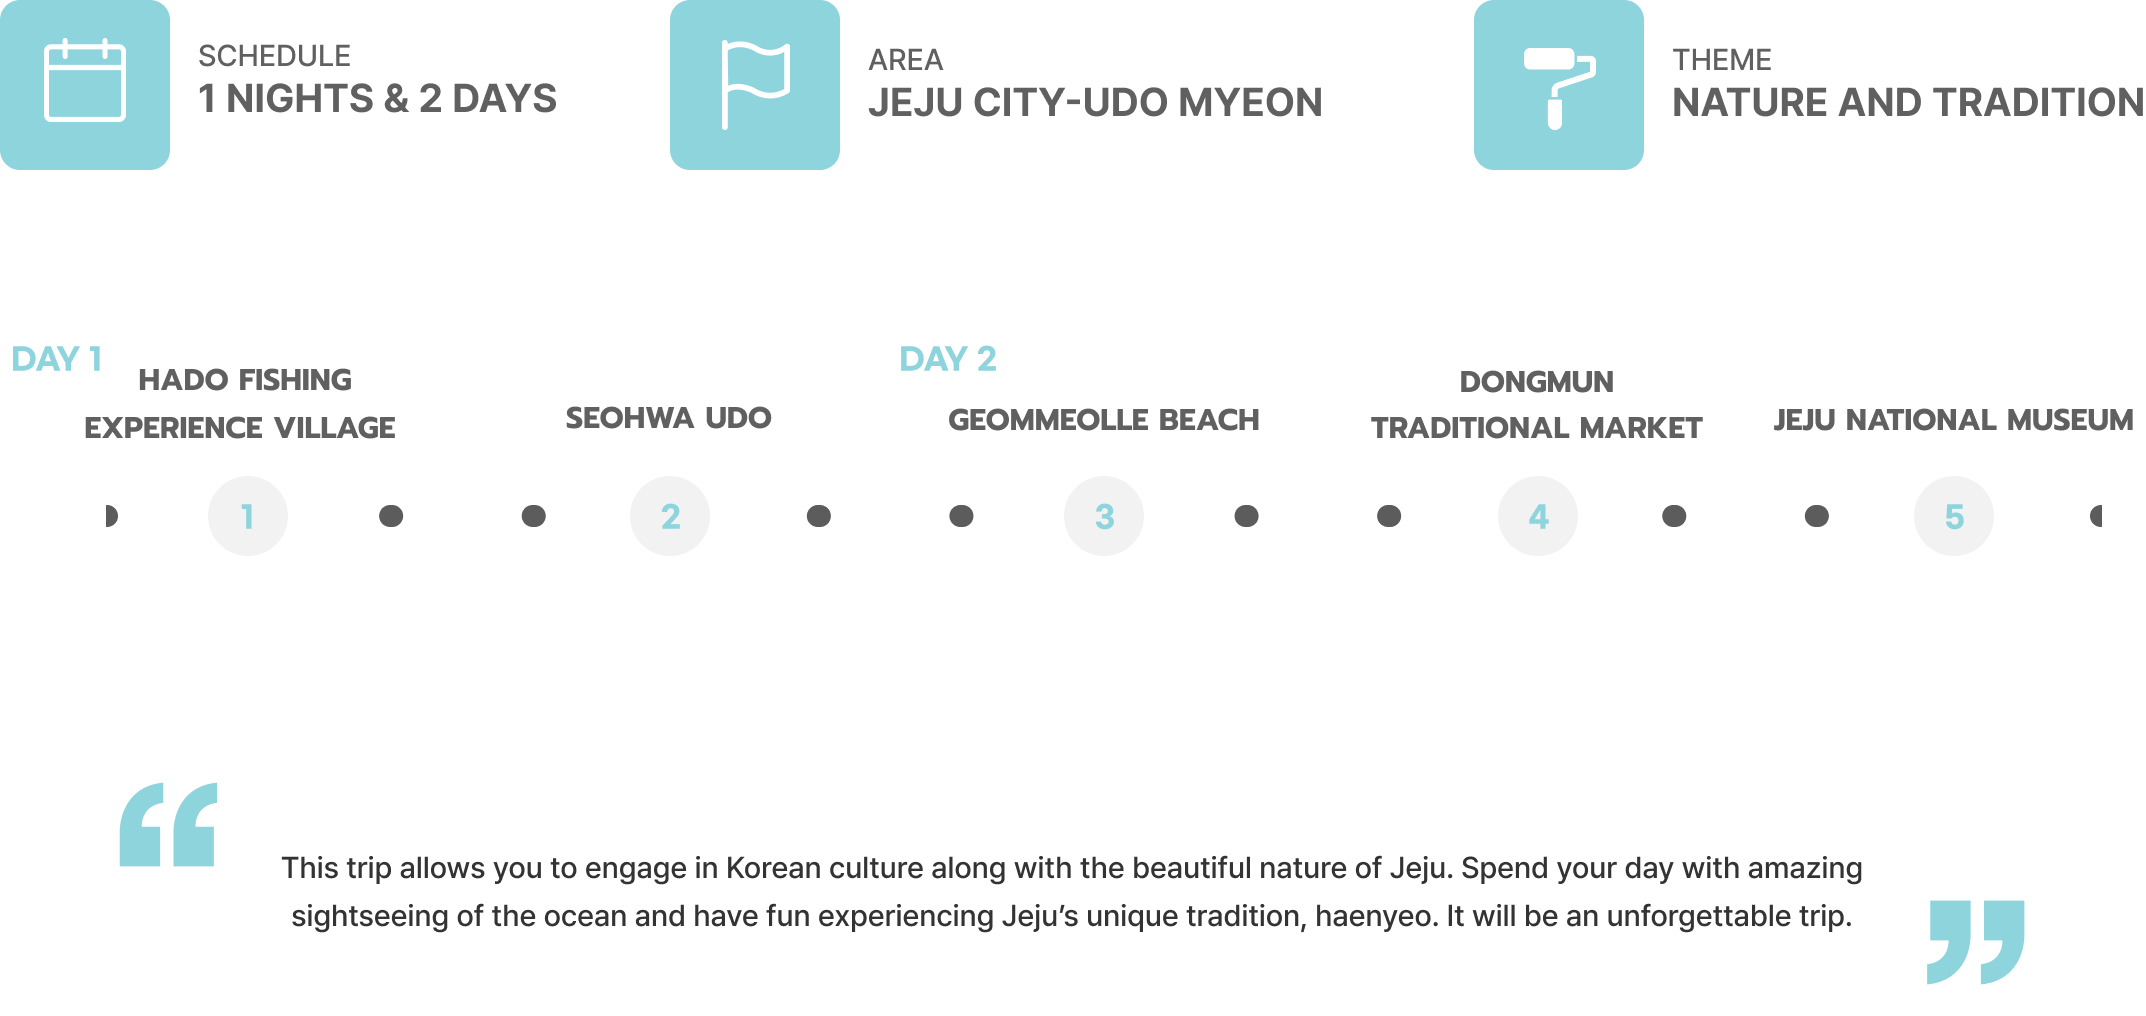 SCHEDULE
1 NIGHTS & 2 DAYS
AREA
JEJU CITY-UDO MYEON
THEME
NATURE AND TRADITION
DAY 1
HADO FISHING
EXPERIENCE VILLAGE
SEOHWA UDO
DAY 2
GEOMMEOLLE BEACH
DONGMUN
TRADITIONAL MARKET
JEJU NATIONAL MUSEUM
1
2
3
4
5
“
This trip allows you to engage in Korean culture along with the beautiful nature of Jeju. Spend your day with amazing
sightseeing of the ocean and have fun experiencing Jeju’s unique tradition, haenyeo. It will be an unforgettable trip.
”